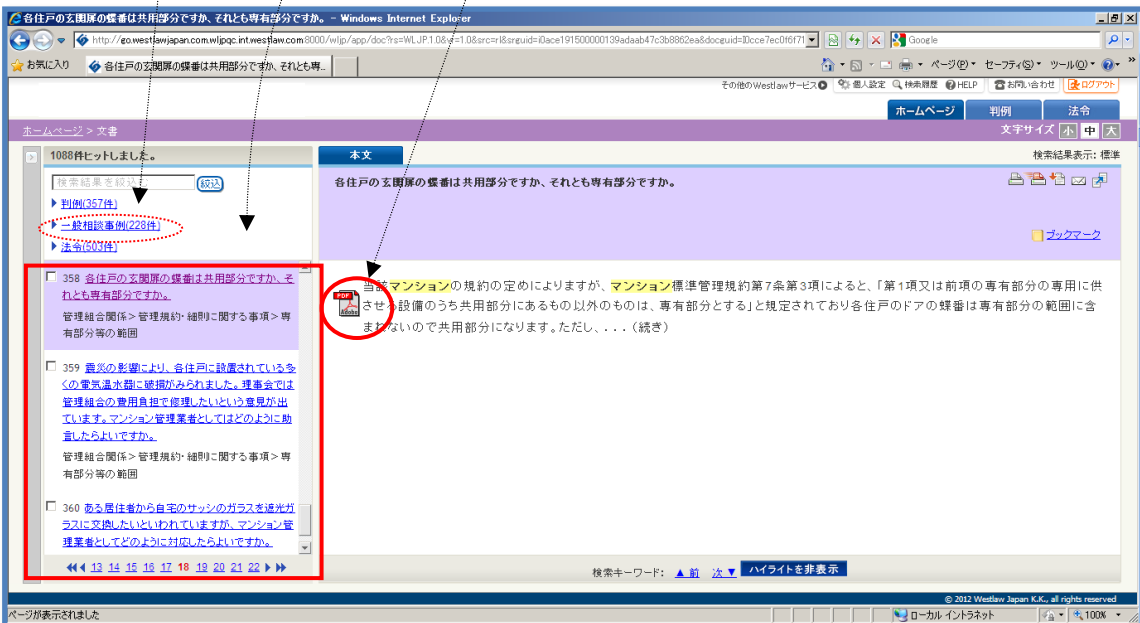 各住戸の玄関扉の蝶番は共用部分ですか、それとも専有部分ですか。 - Windows Internet Explorer
Google
お気に入り
各住戸の玄関扉の蝶番は共用部分ですか、それとも専...
ページ(P)
セーフティ(S)
ツール(O)
その他のWestlawサービス
個人設定
検索履歴
HELP
お問い合わせ
ログアウト
ホームページ
判例
法令
ホームページ > 文書
文字サイズ 小 中 大
1088件ヒットしました。
本文
検索結果表示: 標準
検索結果を絞込む
絞込
判例(357件)
一般相談事例(228件)
法令(503件)
各住戸の玄関扉の蝶番は共用部分ですか、それとも専有部分ですか。
ブックマーク
358 各住戸の玄関扉の蝶番は共用部分ですか、そ
れとも専有部分ですか。
管理組合関係>管理規約・細則に関する事項>専
有部分等の範囲
359 震災の影響により、各住戸に設置されている多
くの電気温水器に破損がみられました。理事会では
管理組合の費用負担で修理したいという意見が出
ています。マンション管理業者としてはどのように助
言したらよいですか。
管理組合関係>管理規約・細則に関する事項>専
有部分等の範囲
360 ある居住者から自宅のサッシのガラスを遮光ガ
ラスに交換したいといわれていますが、マンション管
理業者としてどのように対応したらよいですか。
13 14 15 16 17 18 19 20 21 22
PDF
Adobe
当該マンションの規約の定めによりますが、マンション標準管理規約第7条第3項によると、「第1項又は前項の専有部分の専用に供
させる設備のうち共用部分にあるもの以外のものは、専有部分とする」と規定されており各住戸のドアの蝶番は専有部分の範囲に含
まれないので共用部分になります。ただし、...(続き)
検索キーワード: ▲前 次▼ ハイライトを非表示
© 2012 Westlaw Japan K.K., all rights reserved
ページが表示されました
ローカル イントラネット
100%